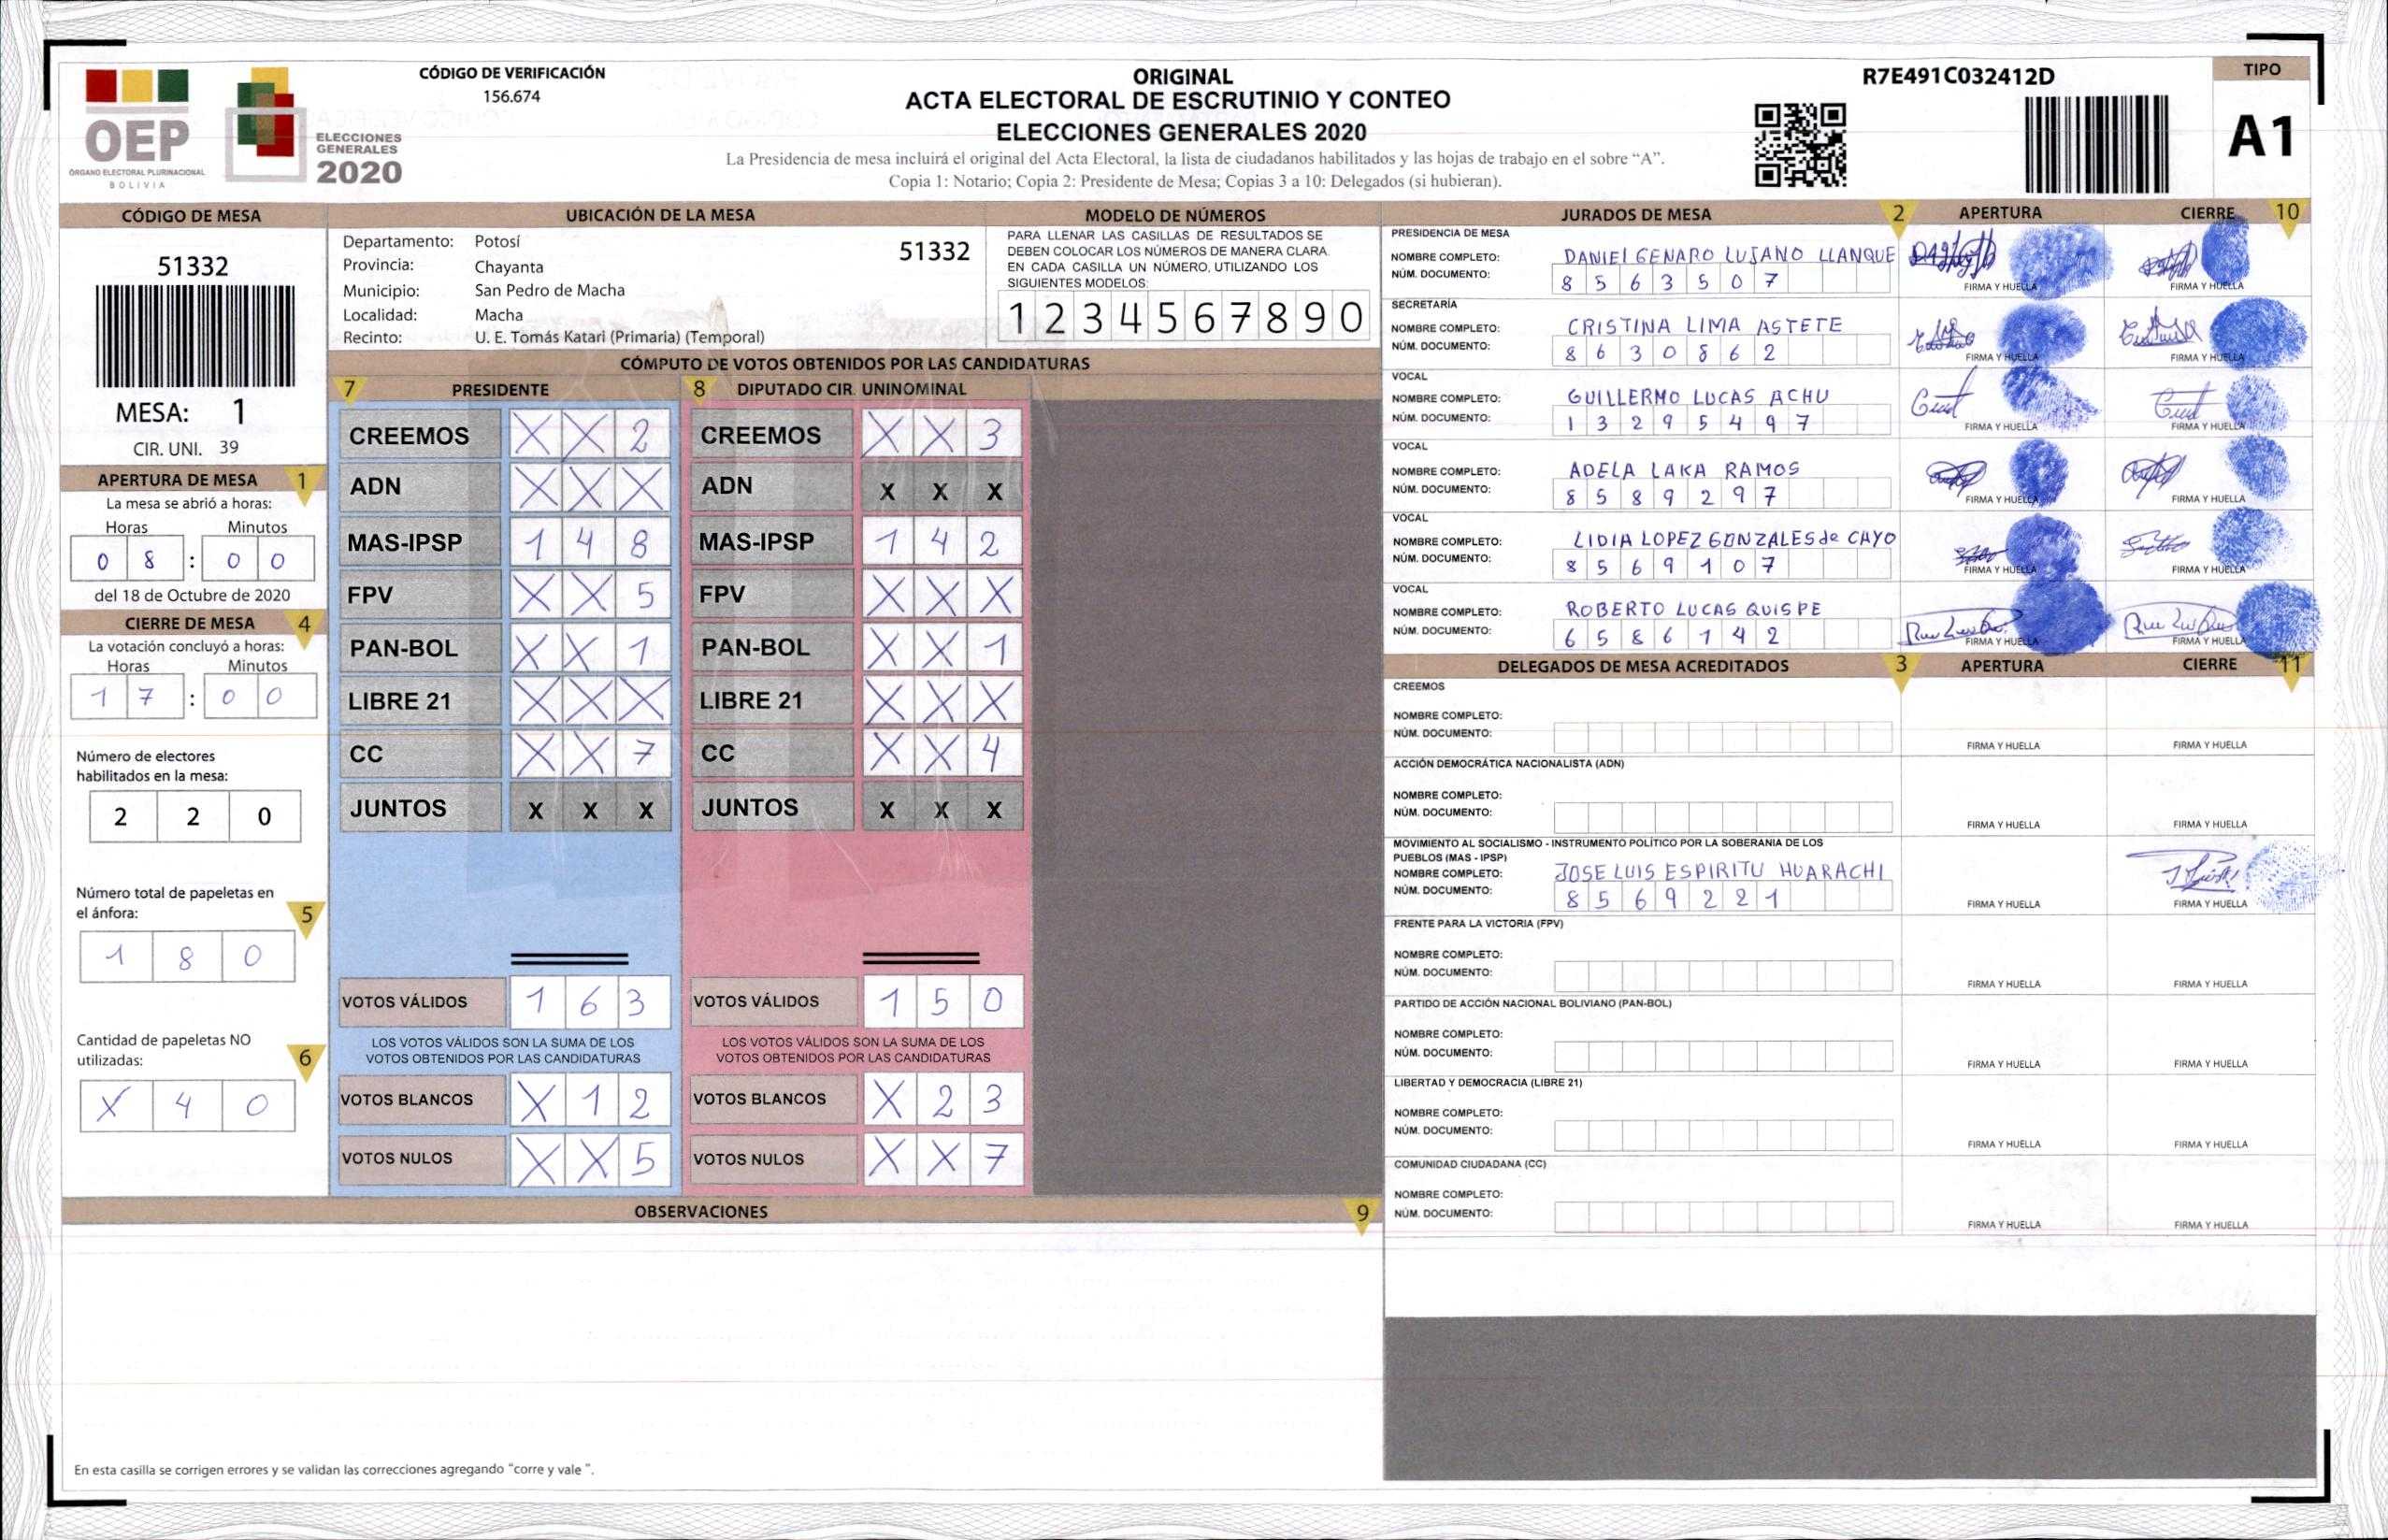 CÓDIGO DE VERIFICACIÓN
156.674
OEP
ÓRGANO ELECTORAL PLURINACIONAL
BOLIVIA
ELECCIONES
GENERALES
2020
ORIGINAL
ACTA ELECTORAL DE ESCRUTINIO Y CONTEO
ELECCIONES GENERALES 2020
La Presidencia de mesa incluirá el original del Acta Electoral, la lista de ciudadanos habilitados y las hojas de trabajo en el sobre “A”.
Copia 1: Notario; Copia 2: Presidente de Mesa; Copias 3 a 10: Delegados (si hubieran).
R7E491C032412D
TIPO
A1
CÓDIGO DE MESA
51332
MESA: 1
CIR. UNI. 39
APERTURA DE MESA 1
La mesa se abrió a horas:
Horas Minutos
0 8 : 0 0
del 18 de Octubre de 2020
CIERRE DE MESA 4
La votación concluyó a horas:
Horas Minutos
1 7 : 0 0
Número de electores
habilitados en la mesa:
2 2 0
Número total de papeletas en
el ánfora: 5
1 8 0
Cantidad de papeletas NO
utilizadas: 6
X 4 0
UBICACIÓN DE LA MESA
Departamento: Potosí 51332
Provincia: Chayanta
Municipio: San Pedro de Macha
Localidad: Macha
Recinto: U. E. Tomás Katari (Primaria) (Temporal)
MODELO DE NÚMEROS
PARA LLENAR LAS CASILLAS DE RESULTADOS SE
DEBEN COLOCAR LOS NÚMEROS DE MANERA CLARA.
EN CADA CASILLA UN NÚMERO, UTILIZANDO LOS
SIGUIENTES MODELOS:
1 2 3 4 5 6 7 8 9 0
CÓMPUTO DE VOTOS OBTENIDOS POR LAS CANDIDATURAS
7 PRESIDENTE 8 DIPUTADO CIR. UNINOMINAL
CREEMOS X X 2 CREEMOS X X 3
ADN X X X ADN X X X
MAS-IPSP 1 4 8 MAS-IPSP 1 4 2
FPV X X 5 FPV X X X
PAN-BOL X X 1 PAN-BOL X X 1
LIBRE 21 X X X LIBRE 21 X X X
CC X X 7 CC X X 4
JUNTOS X X X JUNTOS X X X
VOTOS VÁLIDOS 1 6 3 VOTOS VÁLIDOS 1 5 0
LOS VOTOS VÁLIDOS SON LA SUMA DE LOS LOS VOTOS VÁLIDOS SON LA SUMA DE LOS
VOTOS OBTENIDOS POR LAS CANDIDATURAS VOTOS OBTENIDOS POR LAS CANDIDATURAS
VOTOS BLANCOS X 1 2 VOTOS BLANCOS X 2 3
VOTOS NULOS X X 5 VOTOS NULOS X X 7
OBSERVACIONES 9
En esta casilla se corrigen errores y se validan las correcciones agregando “corre y vale ”.
JURADOS DE MESA 2 APERTURA CIERRE 10
PRESIDENCIA DE MESA
NOMBRE COMPLETO: DANIEL GENARO LUJANO LLANQUE
NÚM. DOCUMENTO: 8 5 6 3 5 0 7
FIRMA Y HUELLA FIRMA Y HUELLA
SECRETARÍA
NOMBRE COMPLETO: CRISTINA LIMA ASTETE
NÚM. DOCUMENTO: 8 6 3 0 8 6 2
FIRMA Y HUELLA FIRMA Y HUELLA
VOCAL
NOMBRE COMPLETO: GUILLERMO LUCAS ACHU
NÚM. DOCUMENTO: 1 3 2 9 5 4 9 7
FIRMA Y HUELLA FIRMA Y HUELLA
VOCAL
NOMBRE COMPLETO: ADELA LAKA RAMOS
NÚM. DOCUMENTO: 8 5 8 9 2 9 7
FIRMA Y HUELLA FIRMA Y HUELLA
VOCAL
NOMBRE COMPLETO: LIDIA LOPEZ GONZALES de CAYO
NÚM. DOCUMENTO: 8 5 6 9 1 0 7
FIRMA Y HUELLA FIRMA Y HUELLA
VOCAL
NOMBRE COMPLETO: ROBERTO LUCAS QUISPE
NÚM. DOCUMENTO: 6 5 8 6 1 4 2
FIRMA Y HUELLA FIRMA Y HUELLA
DELEGADOS DE MESA ACREDITADOS 3 APERTURA CIERRE 11
CREEMOS
NOMBRE COMPLETO:
NÚM. DOCUMENTO:
FIRMA Y HUELLA FIRMA Y HUELLA
ACCIÓN DEMOCRÁTICA NACIONALISTA (ADN)
NOMBRE COMPLETO:
NÚM. DOCUMENTO:
FIRMA Y HUELLA FIRMA Y HUELLA
MOVIMIENTO AL SOCIALISMO - INSTRUMENTO POLÍTICO POR LA SOBERANIA DE LOS
PUEBLOS (MAS - IPSP)
NOMBRE COMPLETO: JOSE LUIS ESPIRITU HUARACHI
NÚM. DOCUMENTO: 8 5 6 9 2 2 1
FIRMA Y HUELLA FIRMA Y HUELLA
FRENTE PARA LA VICTORIA (FPV)
NOMBRE COMPLETO:
NÚM. DOCUMENTO:
FIRMA Y HUELLA FIRMA Y HUELLA
PARTIDO DE ACCIÓN NACIONAL BOLIVIANO (PAN-BOL)
NOMBRE COMPLETO:
NÚM. DOCUMENTO:
FIRMA Y HUELLA FIRMA Y HUELLA
LIBERTAD Y DEMOCRACIA (LIBRE 21)
NOMBRE COMPLETO:
NÚM. DOCUMENTO:
FIRMA Y HUELLA FIRMA Y HUELLA
COMUNIDAD CIUDADANA (CC)
NOMBRE COMPLETO:
NÚM. DOCUMENTO:
FIRMA Y HUELLA FIRMA Y HUELLA